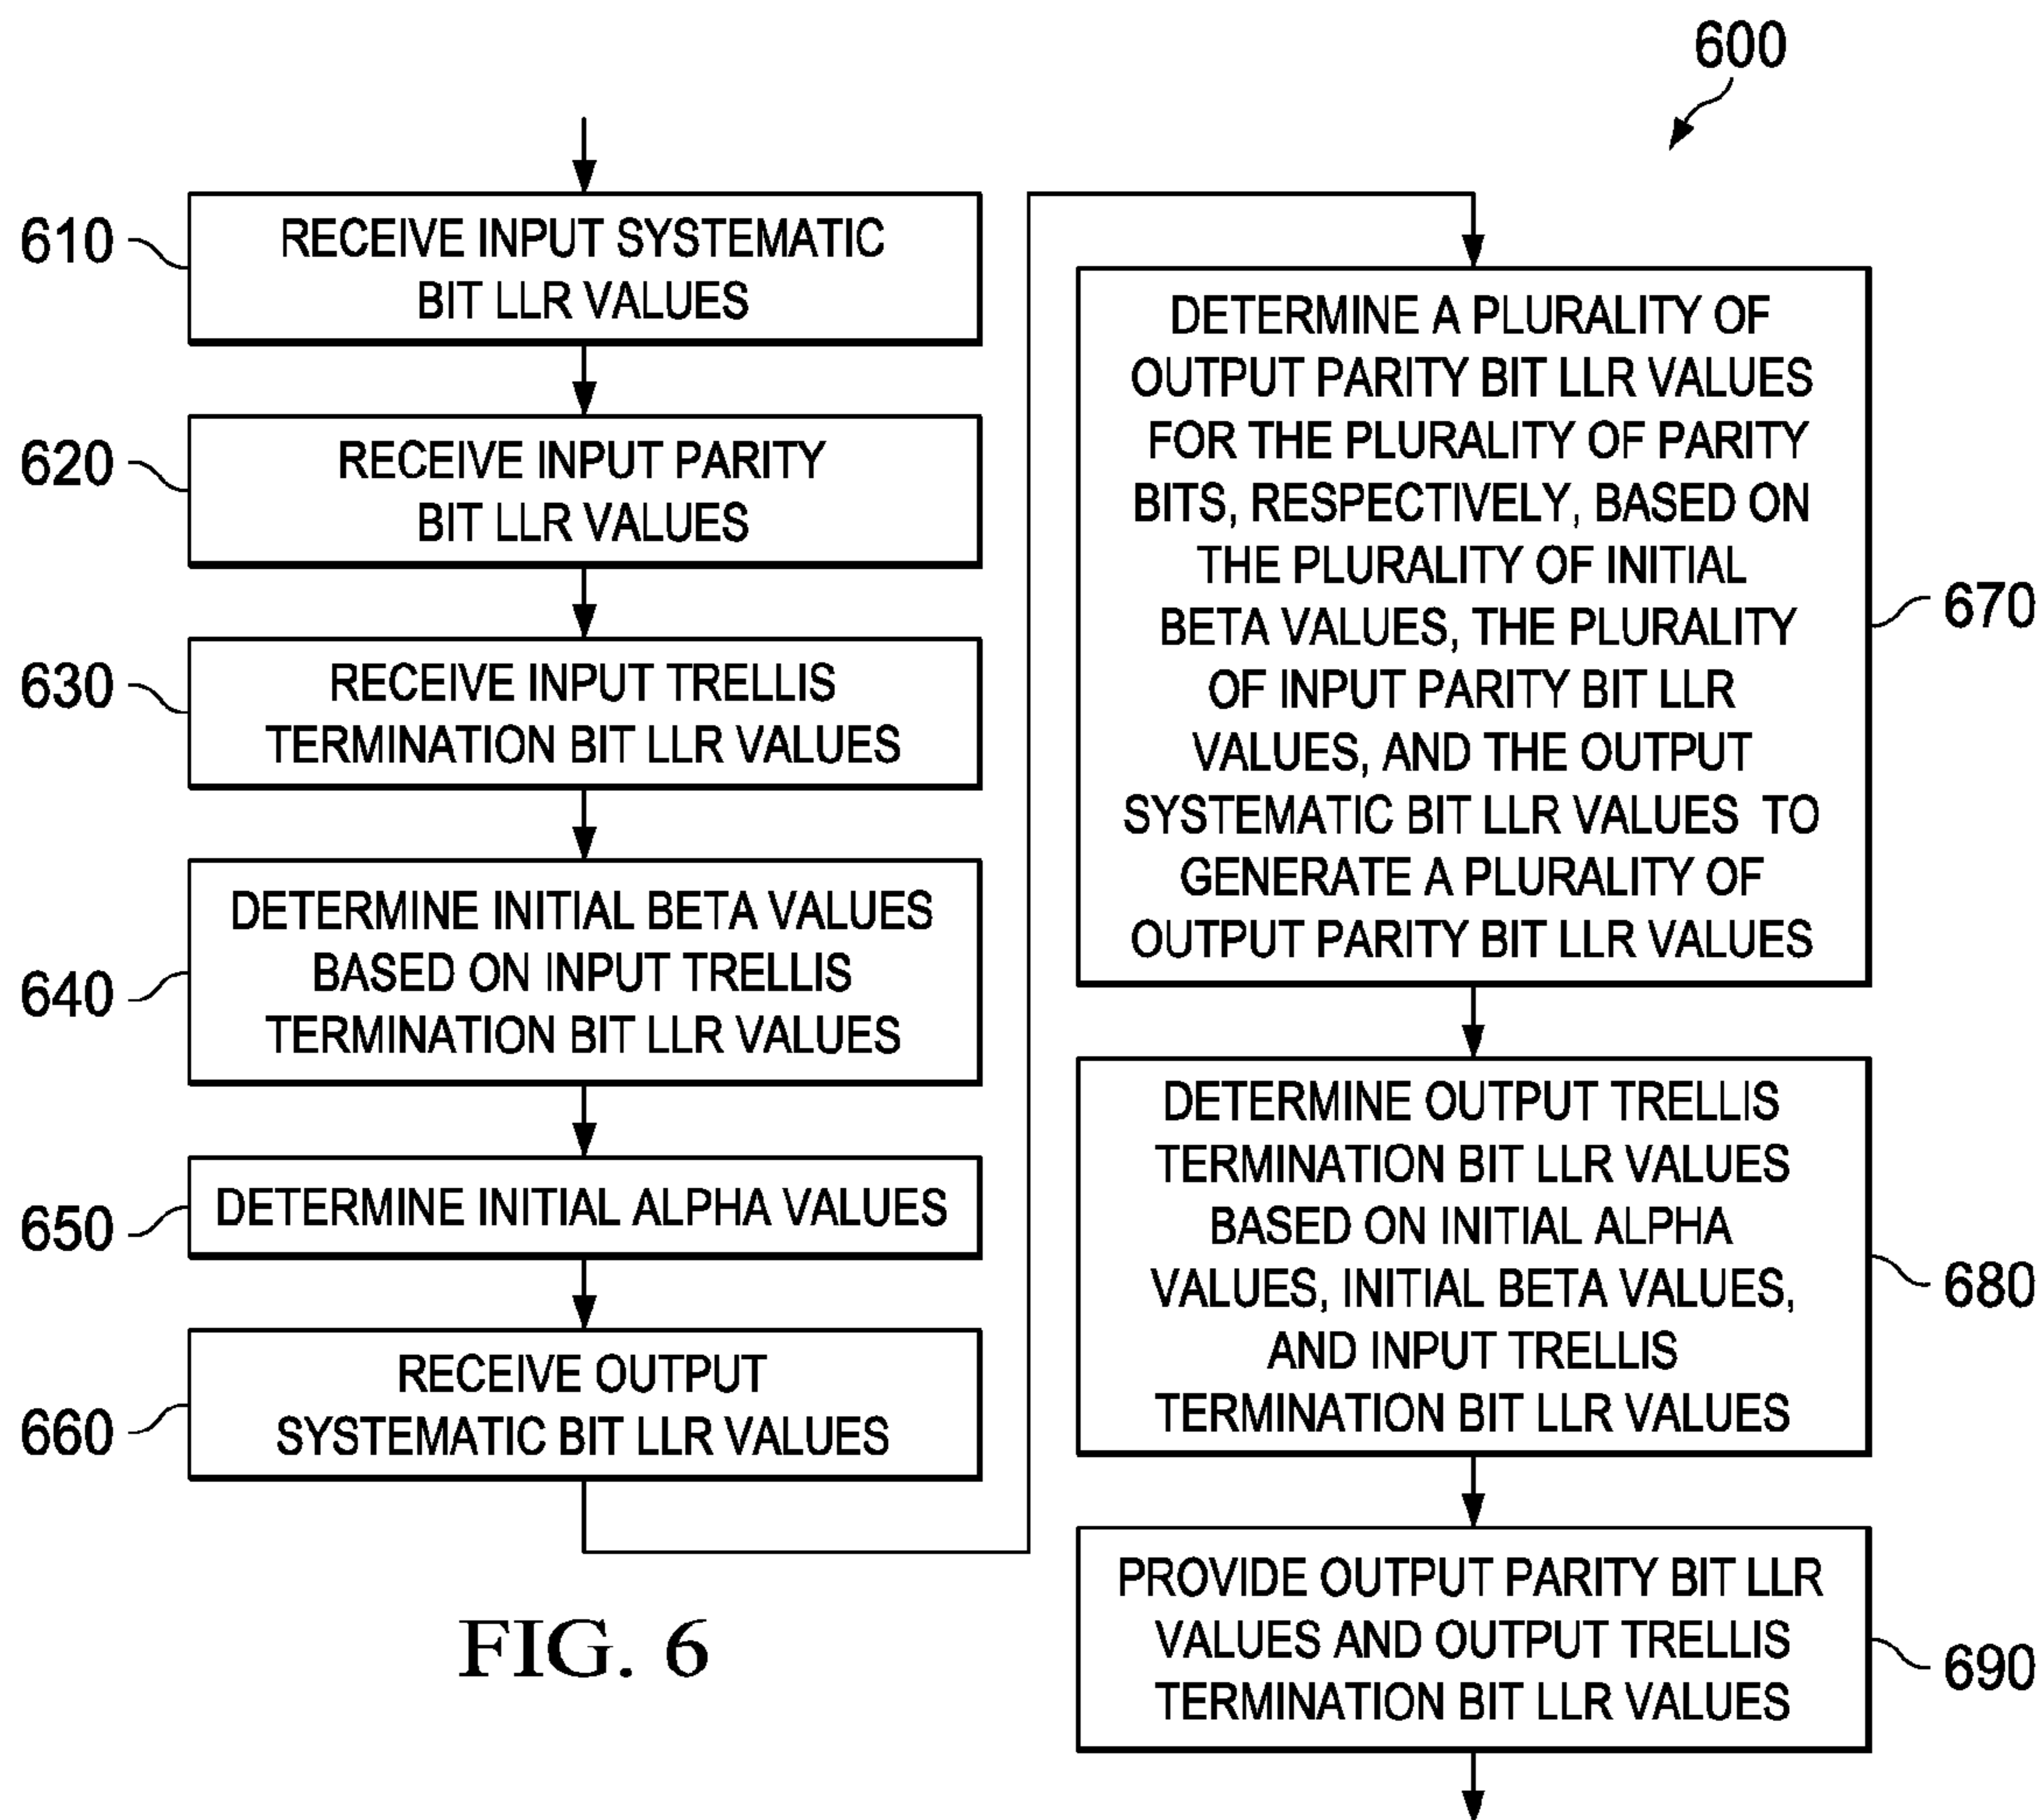 600
610
RECEIVE INPUT SYSTEMATIC
BIT LLR VALUES
620
RECEIVE INPUT PARITY
BIT LLR VALUES
630
RECEIVE INPUT TRELLIS
TERMINATION BIT LLR VALUES
640
DETERMINE INITIAL BETA VALUES
BASED ON INPUT TRELLIS
TERMINATION BIT LLR VALUES
650
DETERMINE INITIAL ALPHA VALUES
660
RECEIVE OUTPUT
SYSTEMATIC BIT LLR VALUES
DETERMINE A PLURALITY OF
OUTPUT PARITY BIT LLR VALUES
FOR THE PLURALITY OF PARITY
BITS, RESPECTIVELY, BASED ON
THE PLURALITY OF INITIAL
BETA VALUES, THE PLURALITY
OF INPUT PARITY BIT LLR
VALUES, AND THE OUTPUT
SYSTEMATIC BIT LLR VALUES TO
GENERATE A PLURALITY OF
OUTPUT PARITY BIT LLR VALUES
670
DETERMINE OUTPUT TRELLIS
TERMINATION BIT LLR VALUES
BASED ON INITIAL ALPHA
VALUES, INITIAL BETA VALUES,
AND INPUT TRELLIS
TERMINATION BIT LLR VALUES
680
PROVIDE OUTPUT PARITY BIT LLR
VALUES AND OUTPUT TRELLIS
TERMINATION BIT LLR VALUES
690
FIG. 6